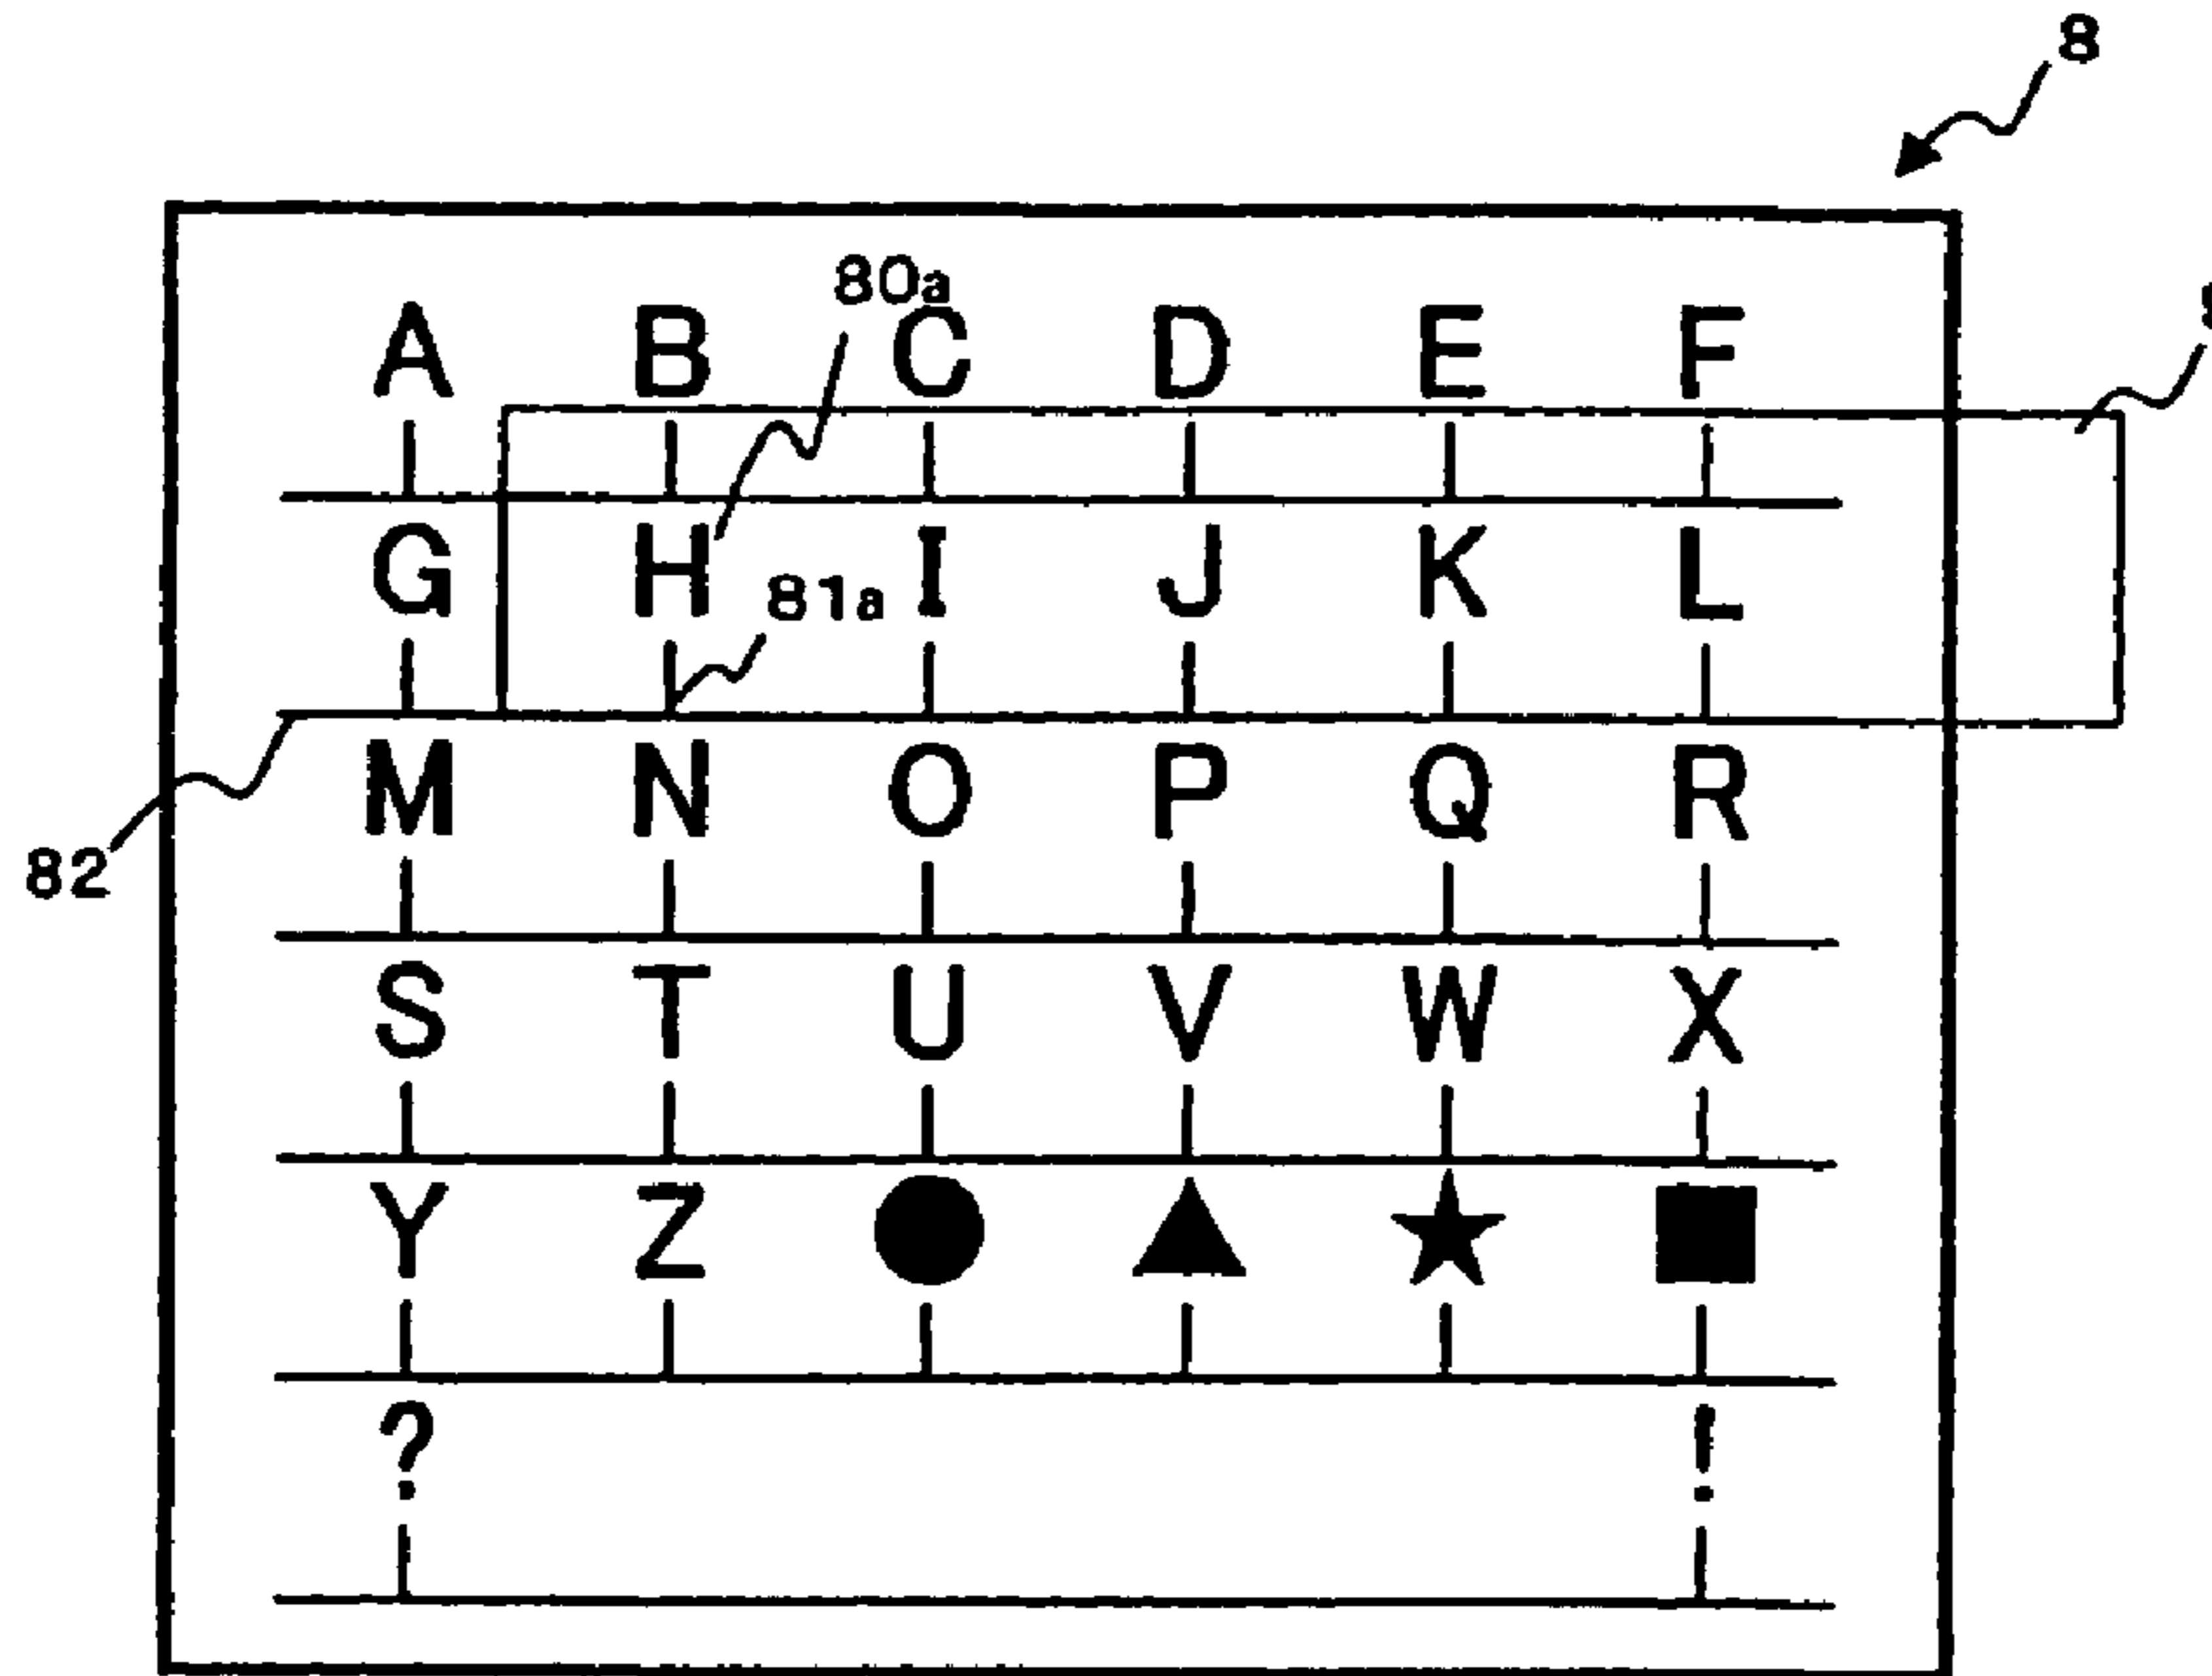 8
80a
A B C D E F
G H I J K L
81a
M N O P Q R
82
S T U V W X
Y Z ● ▲ ★ ■
? !